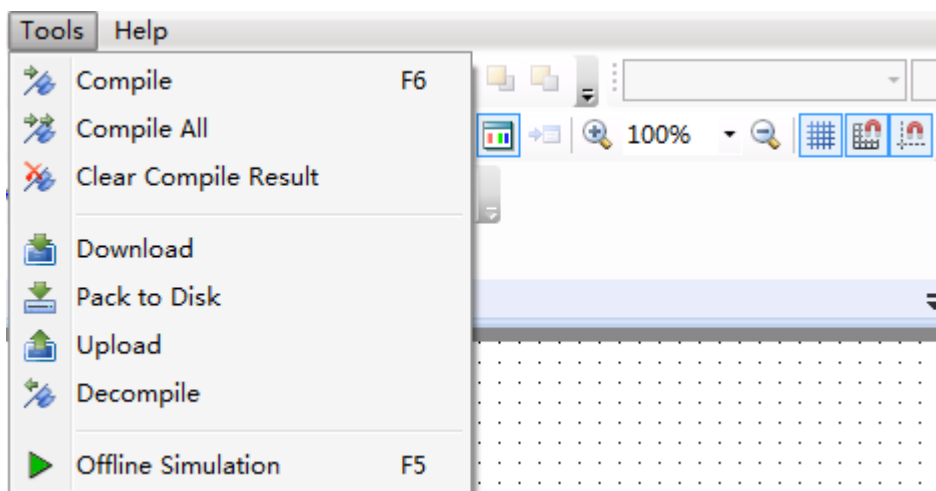 Tools Help
Compile F6
Compile All
100%
Clear Compile Result
Download
Pack to Disk
Upload
Decompile
Offline Simulation F5